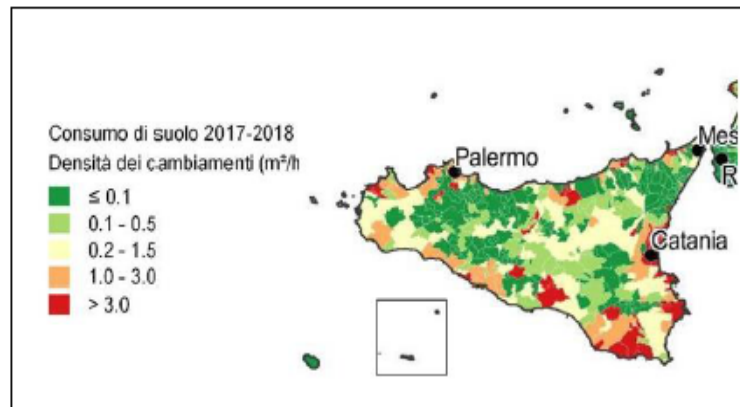 Consumo di suolo 2017-2018
Densità dei cambiamenti (m²/h
≤ 0.1
0.1 - 0.5
0.2 - 1.5
1.0 - 3.0
> 3.0
Palermo
Mes
R
Catania